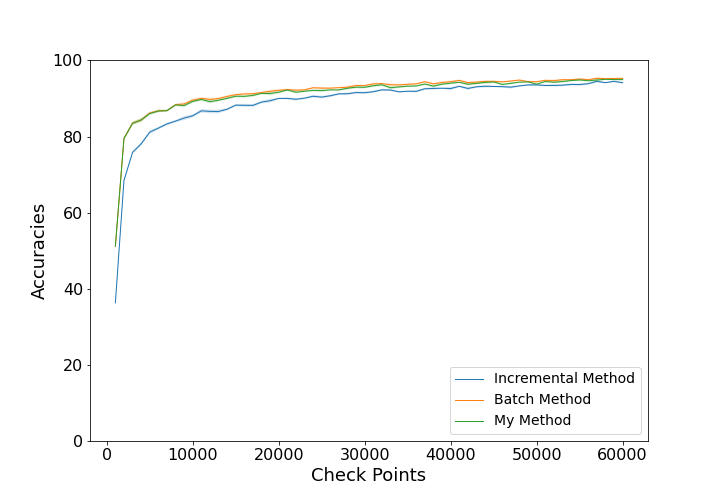 100
80
60
40
20
0
Accuracies
Incremental Method
Batch Method
My Method
0 10000 20000 30000 40000 50000 60000
Check Points